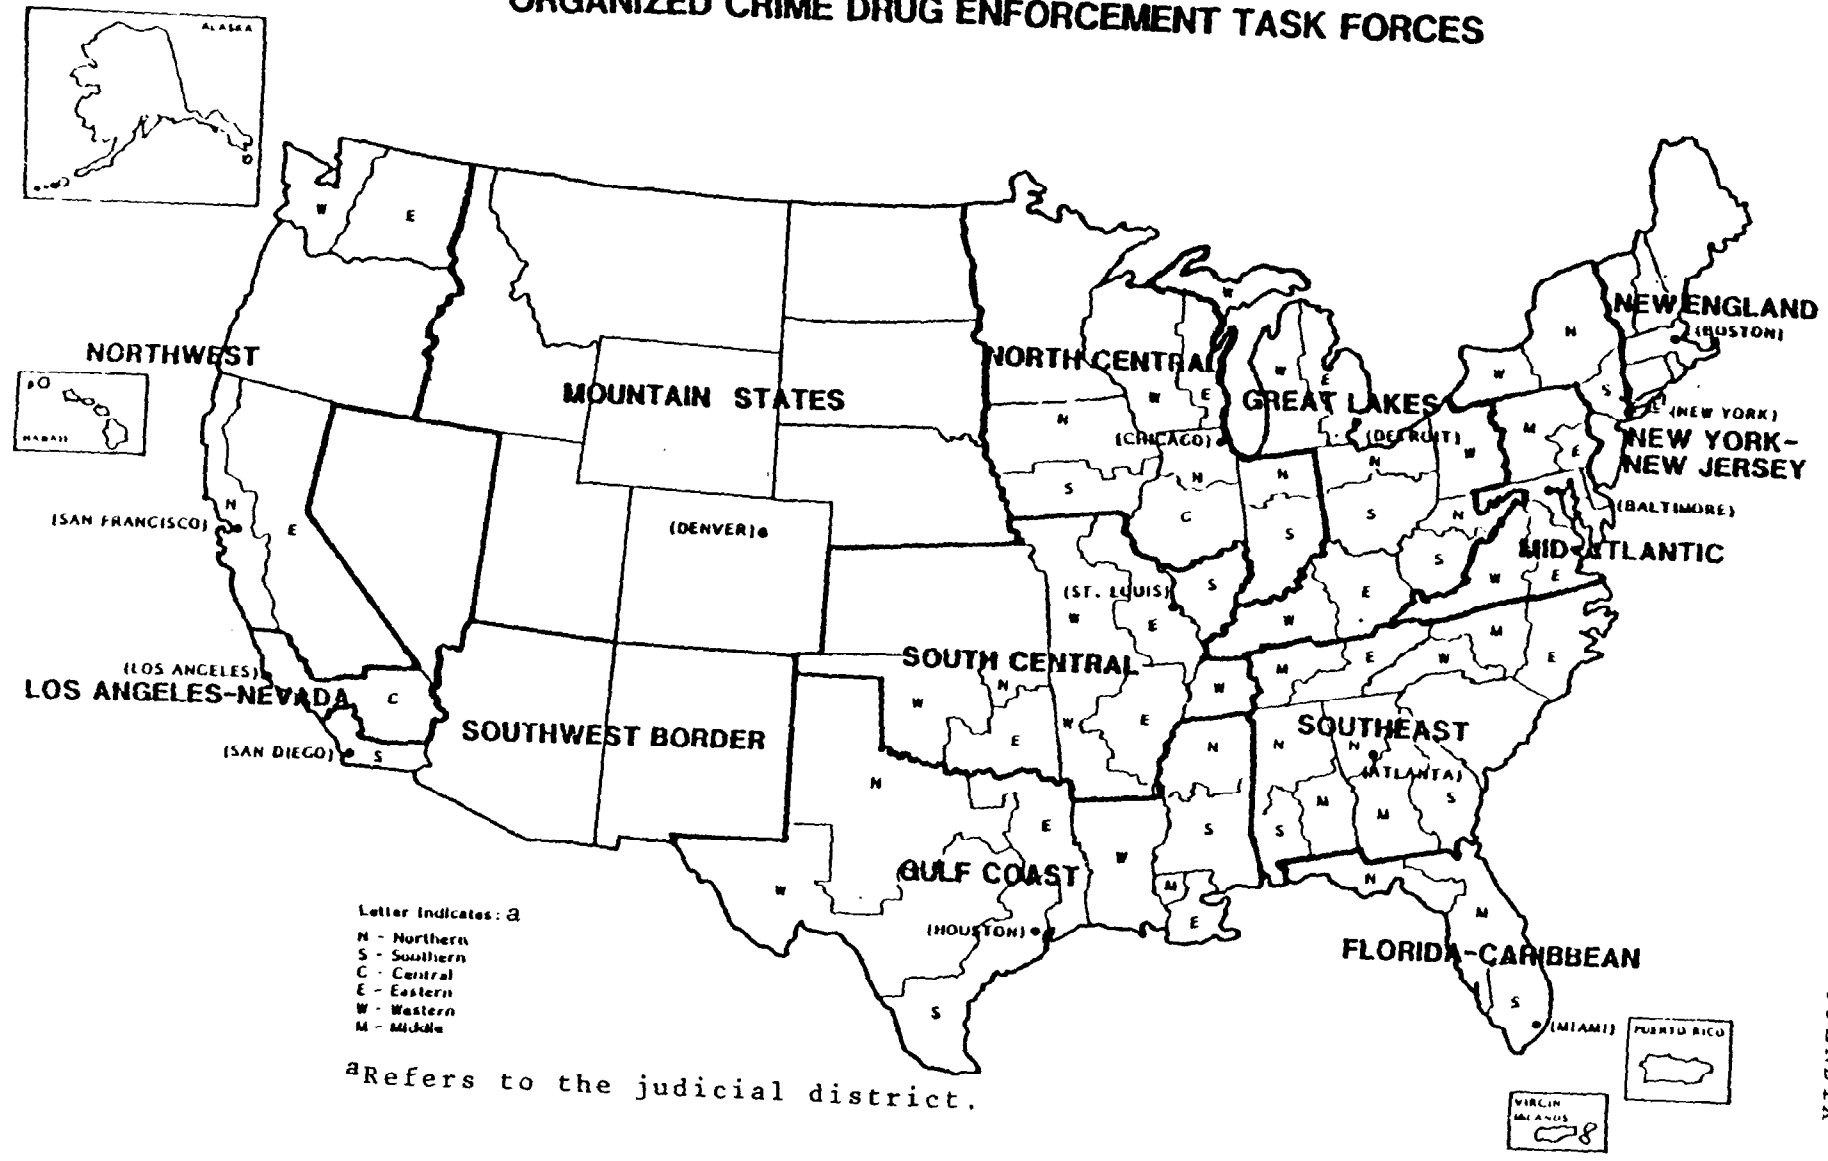 ORGANIZED CRIME DRUG ENFORCEMENT TASK FORCES
ALASKA
W
E
NORTHWEST
HAWAII
MOUNTAIN STATES
NORTH CENTRAL
W
N
W
E
(CHICAGO)
S
N
C
S
GREAT LAKES
W
E
(DETROIT)
N
S
N
S
W
N
S
W
E
NEW ENGLAND
(BOSTON)
N
W
S
E
(NEW YORK)
NEW YORK-
NEW JERSEY
M
E
(BALTIMORE)
MID-ATLANTIC
W
E
(SAN FRANCISCO)
N
E
(DENVER)
(ST. LOUIS)
W
E
SOUTH CENTRAL
W
N
E
W
E
(LOS ANGELES)
LOS ANGELES-NEVADA
C
(SAN DIEGO)
S
SOUTHWEST BORDER
M
E
W
M
E
W
SOUTHEAST
N
N
N
(ATLANTA)
M
M
S
S
S
N
E
GULF COAST
W
W
M
E
(HOUSTON)
S
N
M
FLORIDA-CARIBBEAN
S
(MIAMI)
PUERTO RICO
VIRGIN
ISLANDS
Letter Indicates: a
N - Northern
S - Southern
C - Central
E - Eastern
W - Western
M - Middle
aRefers to the judicial district.